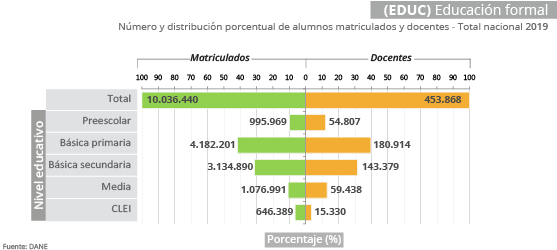 (EDUC) Educación formal
Número y distribución porcentual de alumnos matriculados y docentes - Total nacional 2019
Matriculados Docentes
100 90 80 70 60 50 40 30 20 10 0 10 20 30 40 50 60 70 80 90 100
Total 10.036.440 453.868
Preescolar 995.969 54.807
Básica primaria 4.182.201 180.914
Básica secundaria 3.134.890 143.379
Media 1.076.991 59.438
CLEI 646.389 15.330
Nivel educativo
Porcentaje (%)
Fuente: DANE